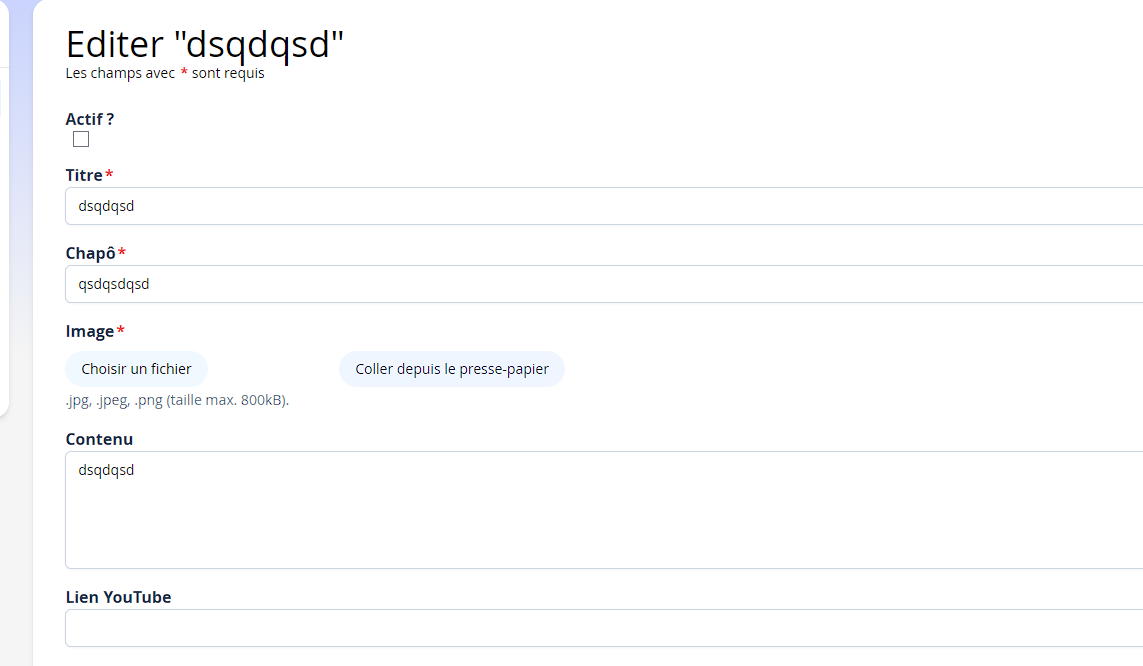 Editer "dsqdqsd"
Les champs avec * sont requis
Actif ?
Titre*
dsqdqsd
Chapô*
qsdqsdqsd
Image*
Choisir un fichier Coller depuis le presse-papier
.jpg, .jpeg, .png (taille max. 800kB).
Contenu
dsqdqsd
Lien YouTube